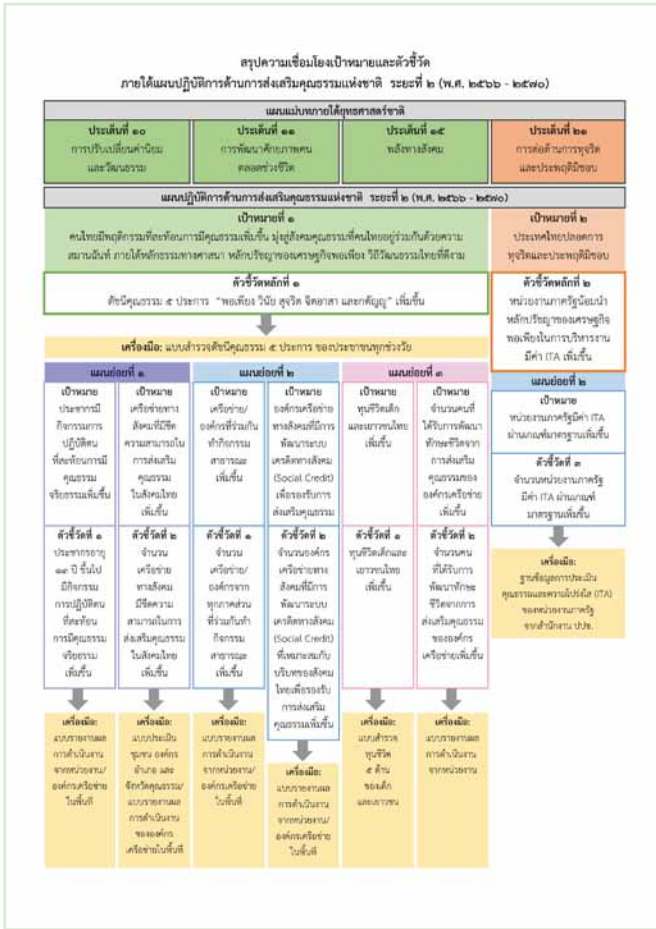 สรุปความเชื่อมโยงเป้าหมายและตัวชี้วัด
ภายใต้แผนปฏิบัติการด้านการส่งเสริมคุณธรรมแห่งชาติ ระยะที่ ๒ (พ.ศ. ๒๕๖๖ - ๒๕๗๐)
แผนแม่บทภายใต้ยุทธศาสตร์ชาติ
ประเด็นที่ ๑๐
การปรับเปลี่ยนค่านิยม
และวัฒนธรรม
ประเด็นที่ ๑๑
การพัฒนาศักยภาพคน
ตลอดช่วงชีวิต
ประเด็นที่ ๑๕
พลังทางสังคม
ประเด็นที่ ๒๑
การต่อต้านการทุจริต
และประพฤติมิชอบ
แผนปฏิบัติการด้านการส่งเสริมคุณธรรมแห่งชาติ ระยะที่ ๒ (พ.ศ. ๒๕๖๖ - ๒๕๗๐)
เป้าหมายที่ ๑
คนไทยมีพฤติกรรมที่สะท้อนการมีคุณธรรมเพิ่มขึ้น มุ่งสู่สังคมคุณธรรมที่คนไทยอยู่ร่วมกันด้วยความ
สมานฉันท์ ภายใต้หลักธรรมทางศาสนา หลักปรัชญาของเศรษฐกิจพอเพียง วิถีวัฒนธรรมไทยที่ดีงาม
เป้าหมายที่ ๒
ประเทศไทยปลอดการ
ทุจริตและประพฤติมิชอบ
ตัวชี้วัดหลักที่ ๑
ดัชนีคุณธรรม ๕ ประการ "พอเพียง วินัย สุจริต จิตอาสา และกตัญญู" เพิ่มขึ้น
ตัวชี้วัดหลักที่ ๒
หน่วยงานภาครัฐน้อมนำ
หลักปรัชญาของเศรษฐกิจ
พอเพียงในการบริหารงาน
มีค่า ITA เพิ่มขึ้น
เครื่องมือ: แบบสำรวจดัชนีคุณธรรม ๕ ประการ ของประชาชนทุกช่วงวัย
แผนย่อยที่ ๑
เป้าหมาย
ประชากรมี
กิจกรรมการ
ปฏิบัติตน
ที่สะท้อนการมี
คุณธรรม
จริยธรรมเพิ่มขึ้น
เป้าหมาย
เครือข่ายทาง
สังคมที่มีขีด
ความสามารถใน
การส่งเสริม
คุณธรรม
ในสังคมไทย
เพิ่มขึ้น
แผนย่อยที่ ๒
เป้าหมาย
เครือข่าย/
องค์กรที่ร่วมกัน
ทำกิจกรรม
สาธารณะ
เพิ่มขึ้น
เป้าหมาย
องค์กรเครือข่าย
ทางสังคมที่มีการ
พัฒนาระบบ
เครดิตทางสังคม
(Social Credit)
เพื่อรองรับการ
ส่งเสริมคุณธรรม
แผนย่อยที่ ๓
เป้าหมาย
ทุนชีวิตเด็ก
และเยาวชนไทย
เพิ่มขึ้น
เป้าหมาย
จำนวนคนที่
ได้รับการพัฒนา
ทักษะชีวิตจาก
การส่งเสริม
คุณธรรมของ
องค์กรเครือข่าย
เพิ่มขึ้น
แผนย่อยที่ ๒
เป้าหมาย
หน่วยงานภาครัฐมีค่า ITA
ผ่านเกณฑ์มาตรฐานเพิ่มขึ้น
ตัวชี้วัดที่ ๓
จำนวนหน่วยงานภาครัฐ
มีค่า ITA ผ่านเกณฑ์
มาตรฐานเพิ่มขึ้น
เครื่องมือ:
ฐานข้อมูลการประเมิน
คุณธรรมและความโปร่งใส (ITA)
ของหน่วยงานภาครัฐ
จากสำนักงาน ปปช.
ตัวชี้วัดที่ ๑
ประชากรอายุ
๑๓ ปี ขึ้นไป
มีกิจกรรม
การปฏิบัติตน
ที่สะท้อน
การมีคุณธรรม
จริยธรรม
เพิ่มขึ้น
ตัวชี้วัดที่ ๒
จำนวน
เครือข่าย
ทางสังคม
มีขีดความ
สามารถในการ
ส่งเสริมคุณธรรม
ในสังคมไทย
เพิ่มขึ้น
ตัวชี้วัดที่ ๑
จำนวน
เครือข่าย/
องค์กรจาก
ทุกภาคส่วน
ที่ร่วมกันทำ
กิจกรรม
สาธารณะ
เพิ่มขึ้น
ตัวชี้วัดที่ ๒
จำนวนองค์กร
เครือข่ายทาง
สังคมที่มีการ
พัฒนาระบบ
เครดิตทางสังคม
(Social Credit)
ที่เหมาะสมกับ
บริบทของสังคม
ไทยเพื่อรองรับ
การส่งเสริม
คุณธรรมเพิ่มขึ้น
ตัวชี้วัดที่ ๑
ทุนชีวิตเด็กและ
เยาวชนไทย
เพิ่มขึ้น
ตัวชี้วัดที่ ๒
จำนวนคน
ที่ได้รับการ
พัฒนาทักษะ
ชีวิตจากการ
ส่งเสริมคุณธรรม
ขององค์กร
เครือข่ายเพิ่มขึ้น
เครื่องมือ:
แบบรายงานผล
การดำเนินงาน
จากหน่วยงาน/
องค์กรเครือข่าย
ในพื้นที่
เครื่องมือ:
แบบประเมิน
ชุมชน องค์กร
อำเภอ และ
จังหวัดคุณธรรม/
แบบรายงานผล
การดำเนินงาน
ขององค์กร
เครือข่ายในพื้นที่
เครื่องมือ:
แบบรายงานผล
การดำเนินงาน
จากหน่วยงาน/
องค์กรเครือข่าย
ในพื้นที่
เครื่องมือ:
แบบรายงานผล
การดำเนินงาน
จากหน่วยงาน/
องค์กรเครือข่าย
ในพื้นที่
เครื่องมือ:
แบบสำรวจ
ทุนชีวิต
๕ ด้าน
ของเด็ก
และเยาวชน
เครื่องมือ:
แบบรายงานผล
การดำเนินงาน
จากหน่วยงาน